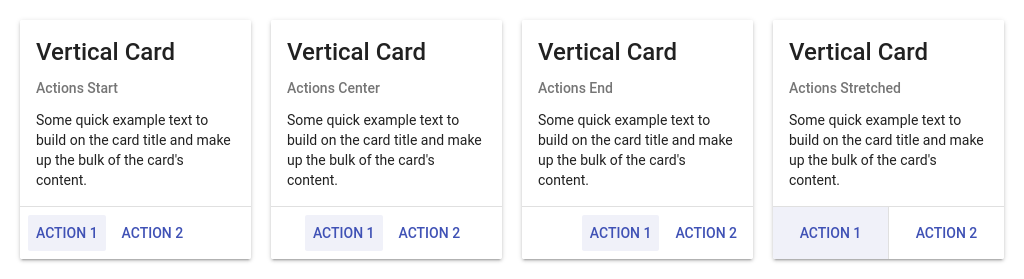 Vertical Card
Actions Start
Some quick example text to
build on the card title and make
up the bulk of the card's
content.
ACTION 1 ACTION 2
Vertical Card
Actions Center
Some quick example text to
build on the card title and make
up the bulk of the card's
content.
ACTION 1 ACTION 2
Vertical Card
Actions End
Some quick example text to
build on the card title and make
up the bulk of the card's
content.
ACTION 1 ACTION 2
Vertical Card
Actions Stretched
Some quick example text to
build on the card title and make
up the bulk of the card's
content.
ACTION 1 ACTION 2